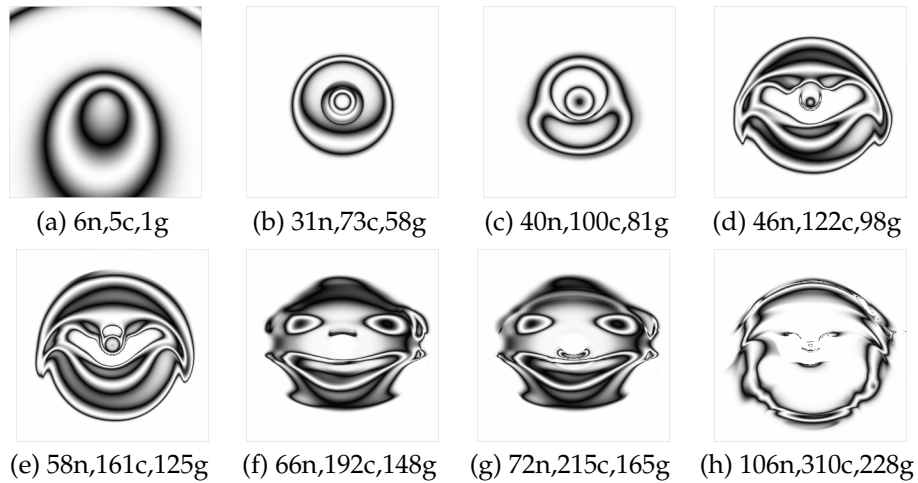 (a) 6n,5c,1g
(b) 31n,73c,58g
(c) 40n,100c,81g
(d) 46n,122c,98g
(e) 58n,161c,125g
(f) 66n,192c,148g
(g) 72n,215c,165g
(h) 106n,310c,228g